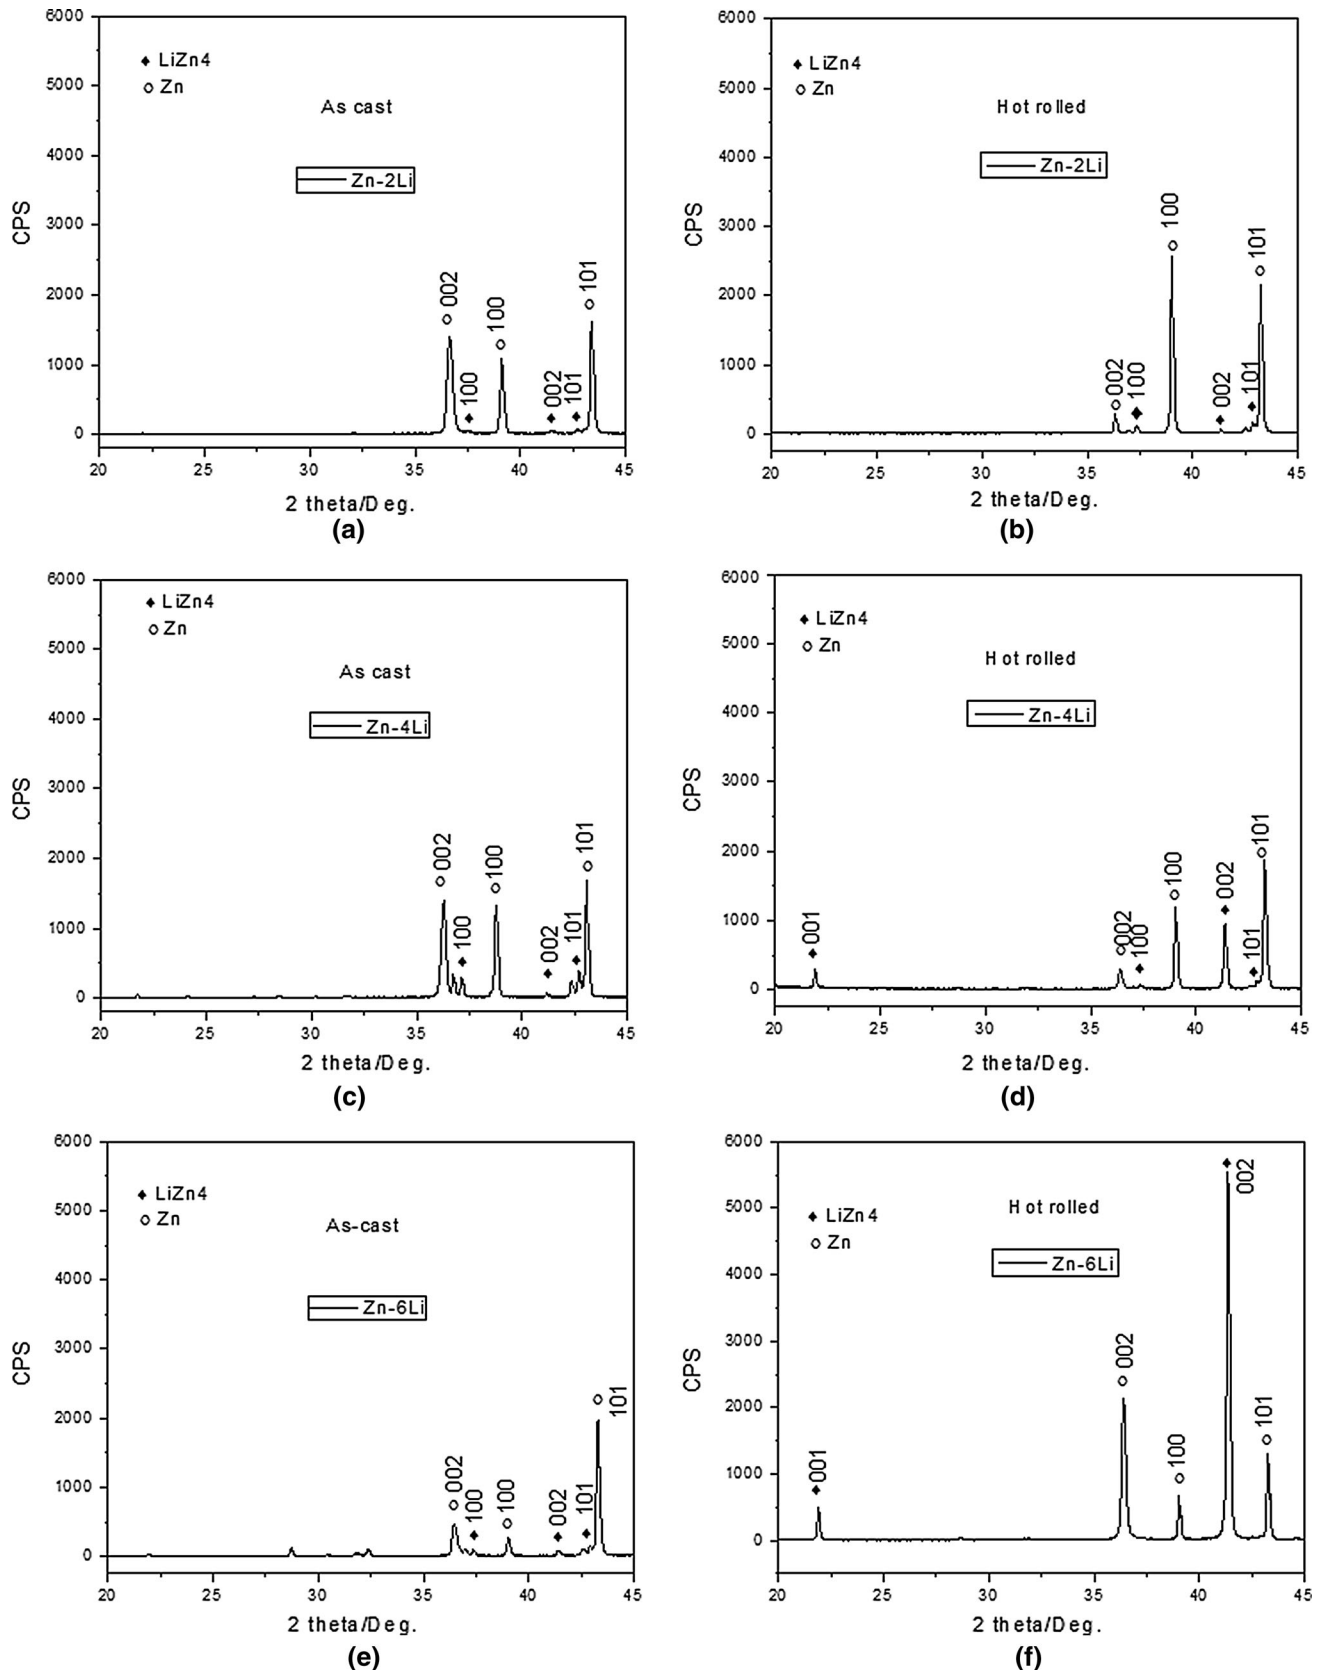 6000
5000
4000
3000
2000
1000
0
CPS
♦ LiZn4
○ Zn
As cast
Zn-2Li
002
100
100
002
101
101
20 25 30 35 40 45
2 theta/Deg.
(a)
6000
5000
4000
3000
2000
1000
0
CPS
♦ LiZn4
○ Zn
Hot rolled
Zn-2Li
002
100
100
002
101
101
20 25 30 35 40 45
2 theta/Deg.
(b)
6000
5000
4000
3000
2000
1000
0
CPS
♦ LiZn4
○ Zn
As cast
Zn-4Li
002
100
100
002
101
101
20 25 30 35 40 45
2 theta/Deg.
(c)
6000
5000
4000
3000
2000
1000
0
CPS
♦ LiZn4
○ Zn
Hot rolled
Zn-4Li
001
002
100
100
002
101
101
20 25 30 35 40 45
2 theta/Deg.
(d)
6000
5000
4000
3000
2000
1000
0
CPS
♦ LiZn4
○ Zn
As-cast
Zn-6Li
002
100
100
002
101
101
20 25 30 35 40 45
2 theta/Deg.
(e)
6000
5000
4000
3000
2000
1000
0
CPS
♦ LiZn4
○ Zn
Hot rolled
Zn-6Li
001
002
100
002
101
20 25 30 35 40 45
2 theta/Deg.
(f)